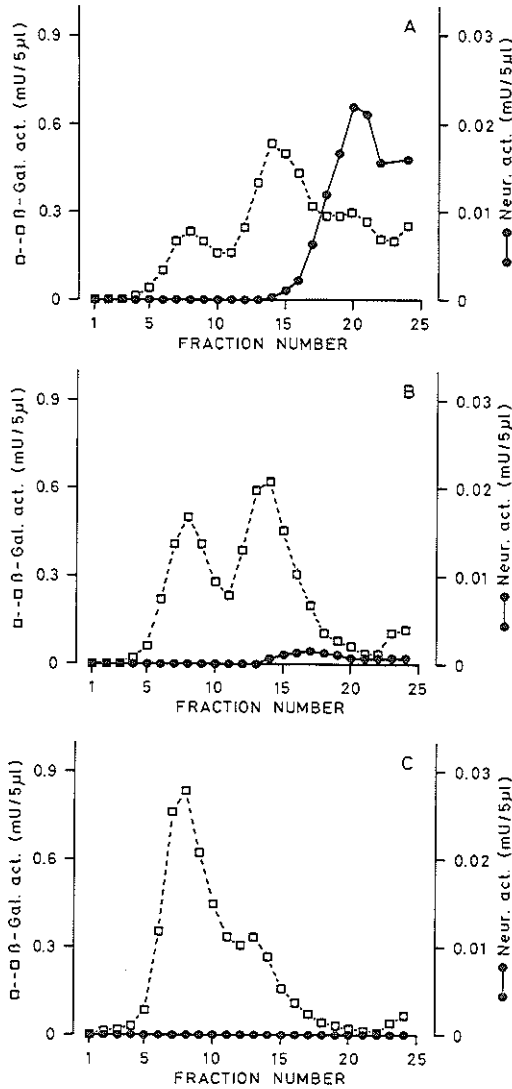 A
□--□ β-Gal. act. (mU/5μl)
0.9
0.6
0.3
0
0.03
0.02
0.01
0
Neur. act. (mU/5μl)
1 5 10 15 20 25
FRACTION NUMBER
B
□--□ β-Gal. act. (mU/5μl)
0.9
0.6
0.3
0
0.03
0.02
0.01
0
Neur. act. (mU/5μl)
1 5 10 15 20 25
FRACTION NUMBER
C
□--□ β-Gal. act. (mU/5μl)
0.9
0.6
0.3
0
0.03
0.02
0.01
0
Neur. act. (mU/5μl)
1 5 10 15 20 25
FRACTION NUMBER